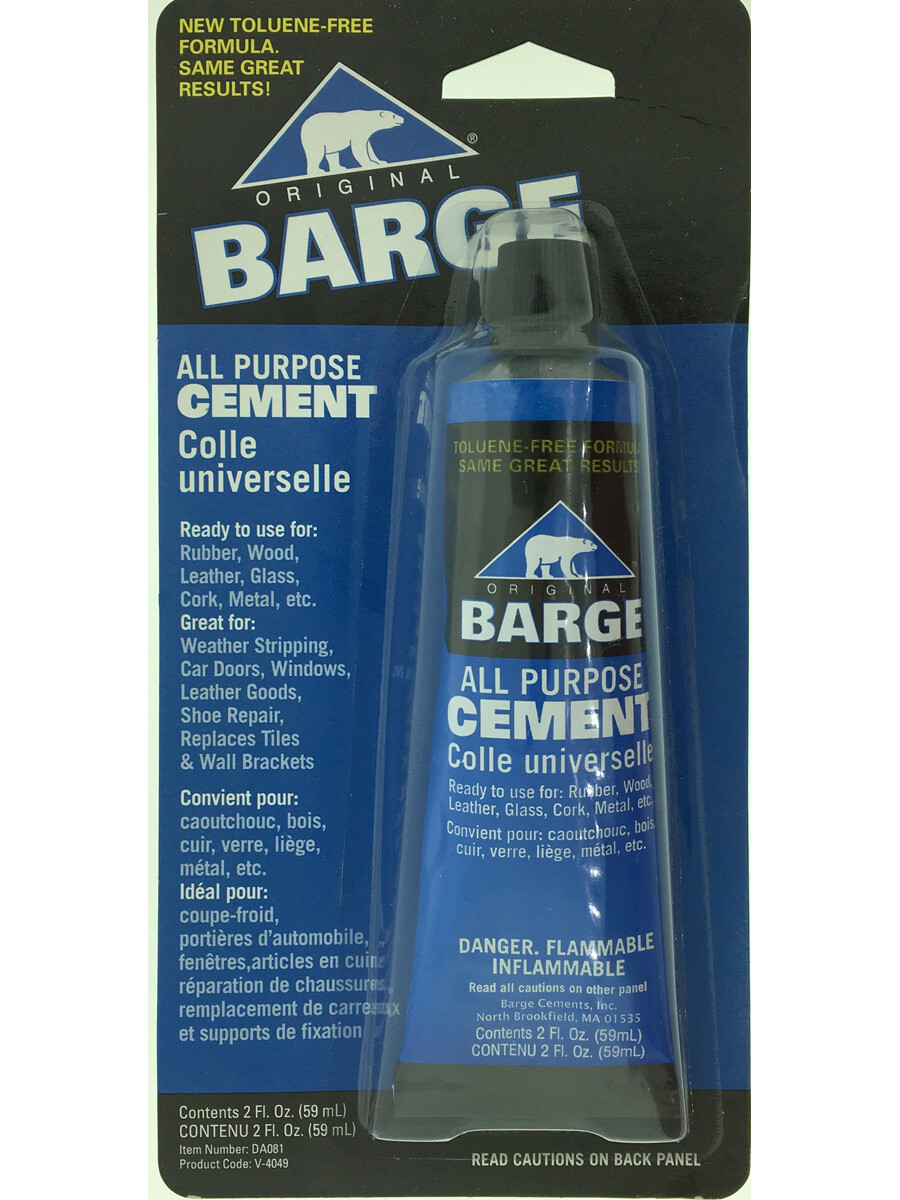 NEW TOLUENE-FREE
FORMULA.
SAME GREAT
RESULTS!
®
ORIGINAL
BARGE
ALL PURPOSE
CEMENT
Colle
universelle
Ready to use for:
Rubber, Wood,
Leather, Glass,
Cork, Metal, etc.
Great for:
Weather Stripping,
Car Doors, Windows,
Leather Goods,
Shoe Repair,
Replaces Tiles
& Wall Brackets
Convient pour:
caoutchouc, bois,
cuir, verre, liège,
métal, etc.
Idéal pour:
coupe-froid,
portières d'automobile,
fenêtres,articles en cuir,
réparation de chaussures,
remplacement de carreaux
et supports de fixation
Contents 2 Fl. Oz. (59 mL)
CONTENU 2 Fl. Oz. (59 mL)
Item Number: DA081
Product Code: V-4049
TOLUENE-FREE FORMULA
SAME GREAT RESULTS
ORIGINAL
BARGE
ALL PURPOSE
CEMENT
Colle universelle
Ready to use for: Rubber, Wood,
Leather, Glass, Cork, Metal, etc.
Convient pour: caoutchouc, bois,
cuir, verre, liège, métal, etc.
DANGER. FLAMMABLE
INFLAMMABLE
Read all cautions on other panel
Barge Cements, Inc.
North Brookfield, MA 01535
Contents 2 Fl. Oz. (59mL)
CONTENU 2 Fl. Oz. (59mL)
READ CAUTIONS ON BACK PANEL